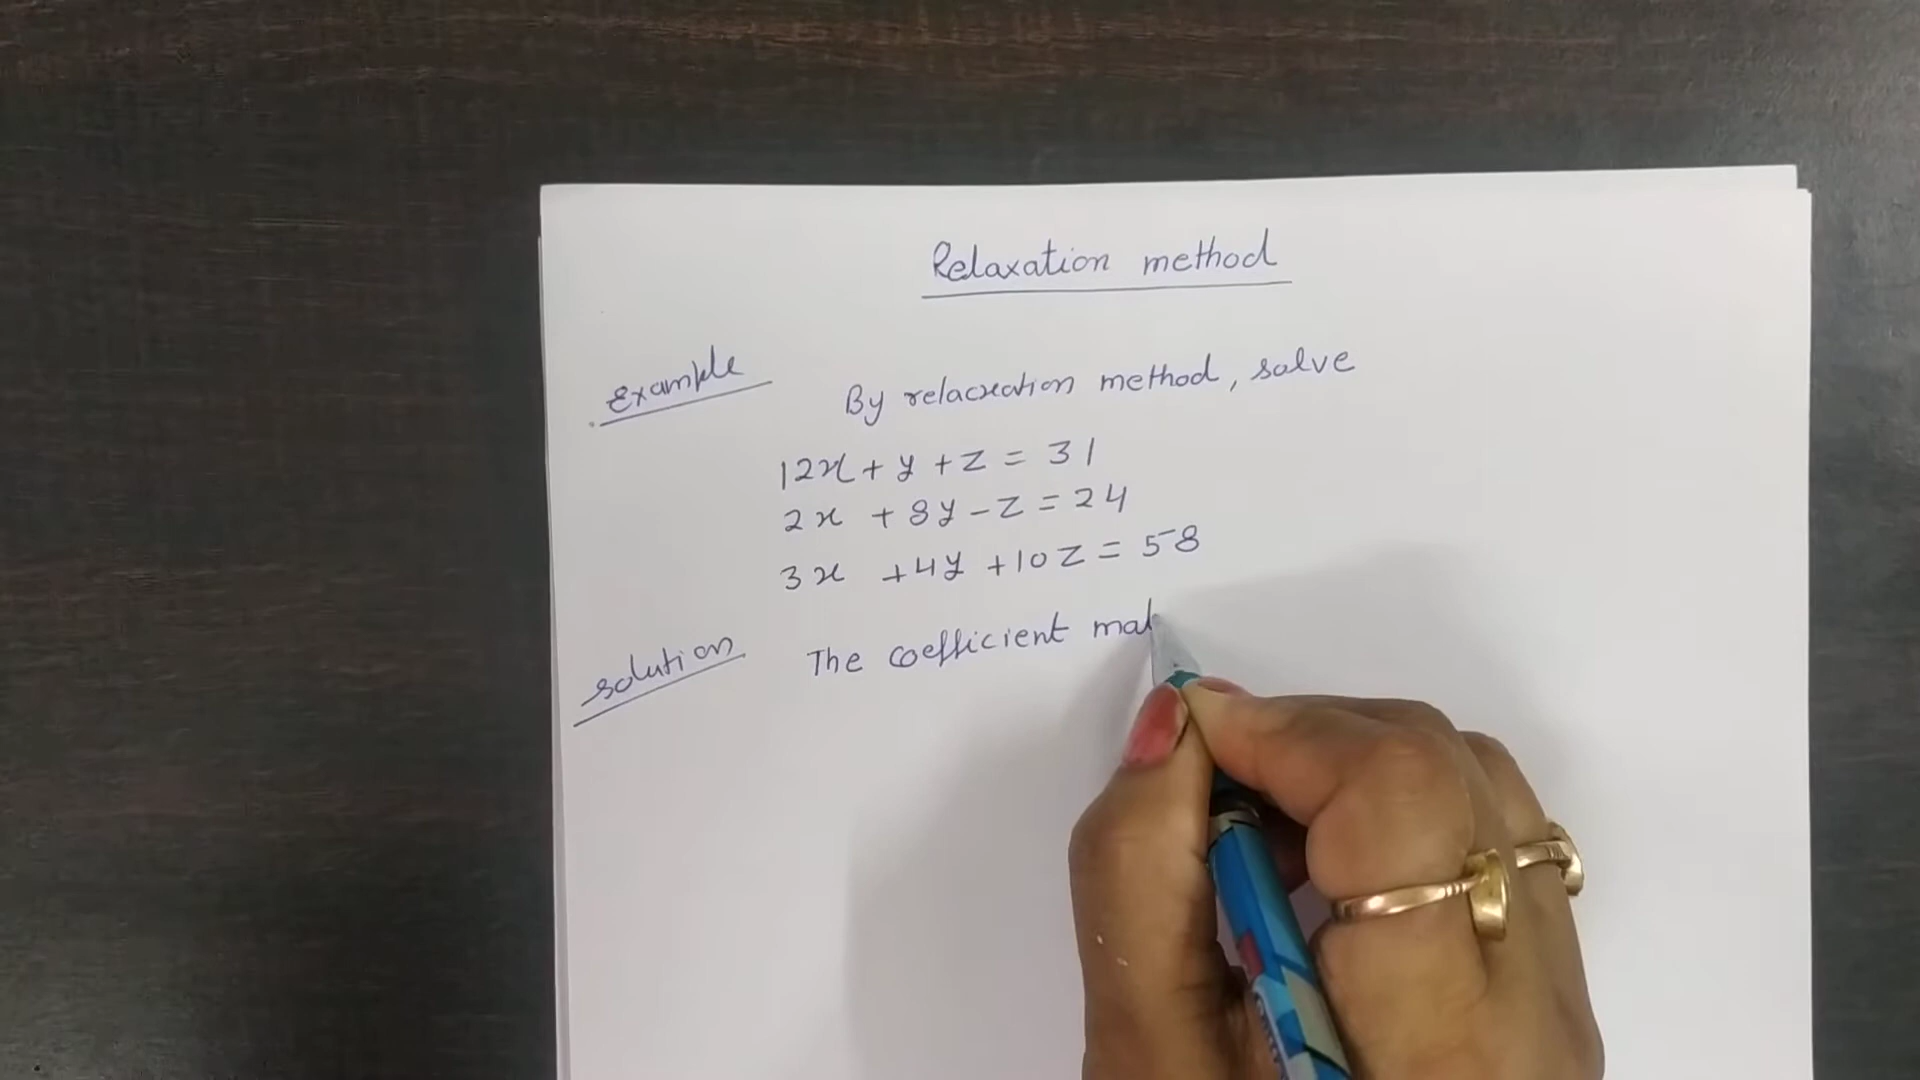 Relaxation method
Example By relaxation method, solve
12x + y + z = 31
2x + 8y - z = 24
3x + 4y + 10z = 58
solution The coefficient mat